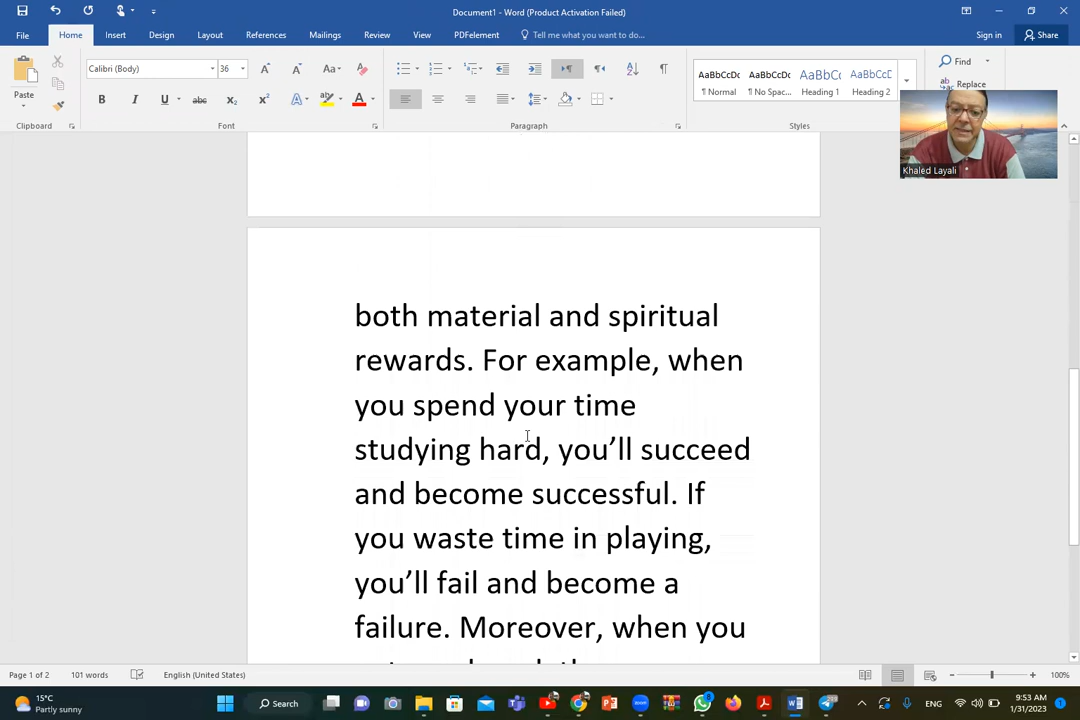 Document1 - Word (Product Activation Failed)
File Home Insert Design Layout References Mailings Review View PDFelement Tell me what you want to do... Sign in Share
Calibri (Body) 36 Aa AaBbCcDc AaBbCcDc AaBbCc AaBbCcD Find
Paste B I U abc X₂ X² A A ¶ Normal ¶ No Spac... Heading 1 Heading 2 Replace
Clipboard Font Paragraph Styles
Khaled Layali
both material and spiritual
rewards. For example, when
you spend your time
studying hard, you’ll succeed
and become successful. If
you waste time in playing,
you’ll fail and become a
failure. Moreover, when you
Page 1 of 2 101 words English (United States) 100%
15°C
Partly sunny
Search
ENG
9:53 AM
1/31/2023